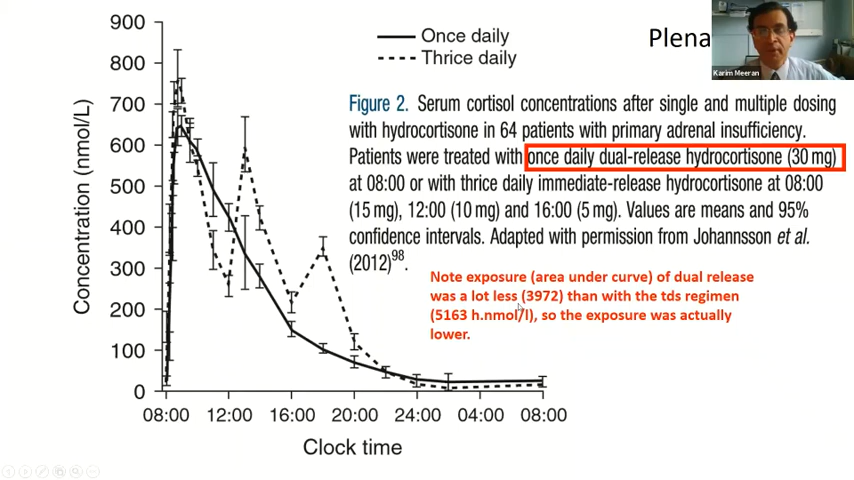 Plena
Karim Meeran
Once daily
Thrice daily
Figure 2. Serum cortisol concentrations after single and multiple dosing
with hydrocortisone in 64 patients with primary adrenal insufficiency.
Patients were treated with once daily dual-release hydrocortisone (30 mg)
at 08:00 or with thrice daily immediate-release hydrocortisone at 08:00
(15 mg), 12:00 (10 mg) and 16:00 (5 mg). Values are means and 95%
confidence intervals. Adapted with permission from Johannsson et al.
(2012)98.
Note exposure (area under curve) of dual release
was a lot less (3972) than with the tds regimen
(5163 h.nmol/l), so the exposure was actually
lower.
Concentration (nmol/L)
900
800
700
600
500
400
300
200
100
0
08:00 12:00 16:00 20:00 24:00 04:00 08:00
Clock time